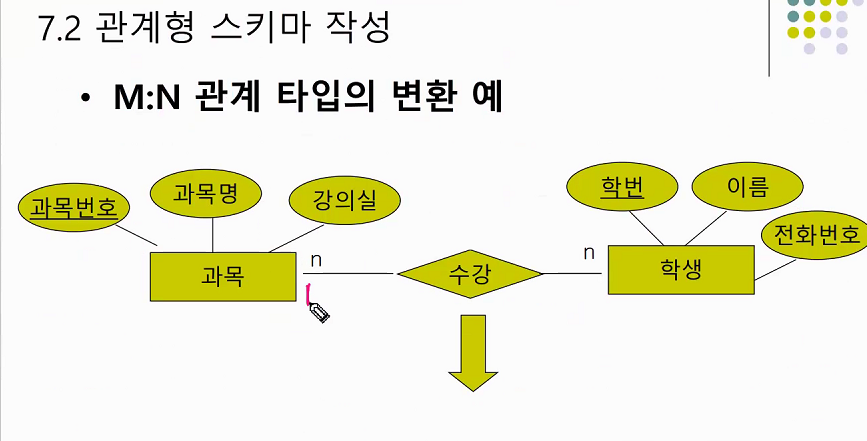 7.2 관계형 스키마 작성
• M:N 관계 타입의 변환 예
과목번호
과목명
강의실
학번
이름
전화번호
과목
n
수강
n
학생